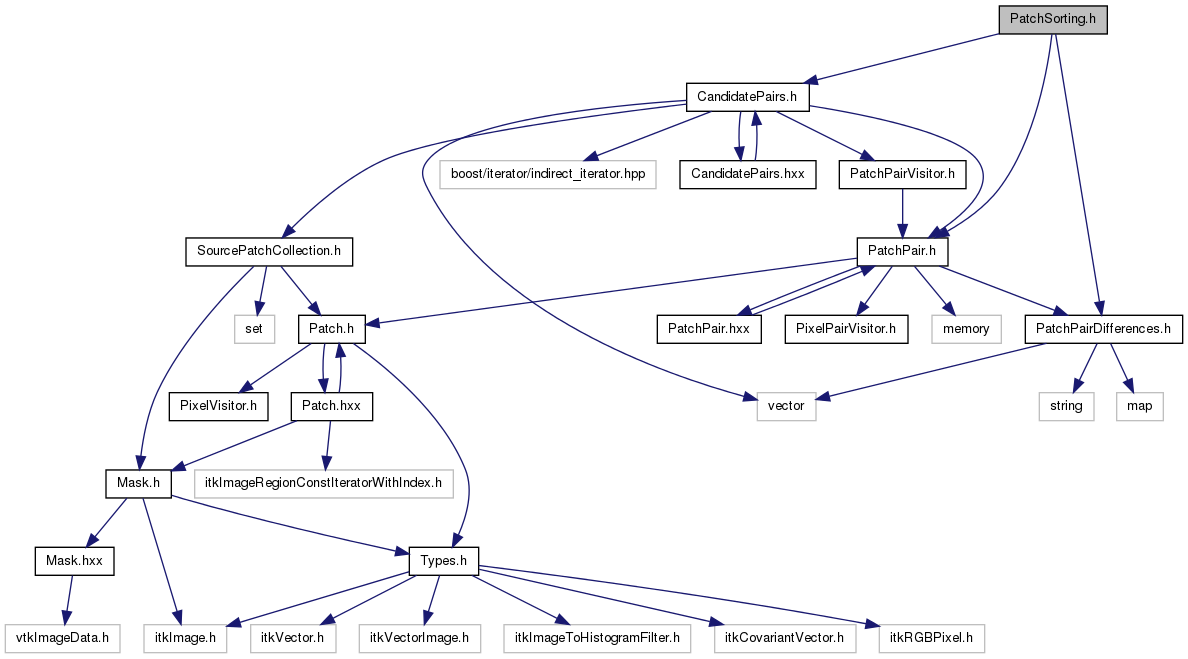 PatchSorting.h
CandidatePairs.h
boost/iterator/indirect_iterator.hpp
CandidatePairs.hxx
PatchPairVisitor.h
SourcePatchCollection.h
PatchPair.h
set
Patch.h
PatchPair.hxx
PixelPairVisitor.h
memory
PatchPairDifferences.h
PixelVisitor.h
Patch.hxx
vector
string
map
Mask.h
itkImageRegionConstIteratorWithIndex.h
Mask.hxx
Types.h
vtkImageData.h
itkImage.h
itkVector.h
itkVectorImage.h
itkImageToHistogramFilter.h
itkCovariantVector.h
itkRGBPixel.h